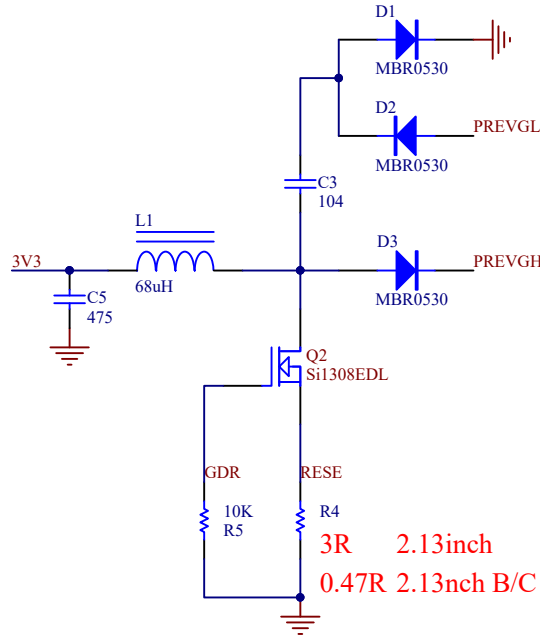 D1
MBR0530
D2
PREVGL
MBR0530
C3
104
L1
3V3
68uH
C5
475
D3
PREVGH
MBR0530
Q2
Si1308EDL
GDR
RESE
10K
R5
R4
3R 2.13inch
0.47R 2.13nch B/C